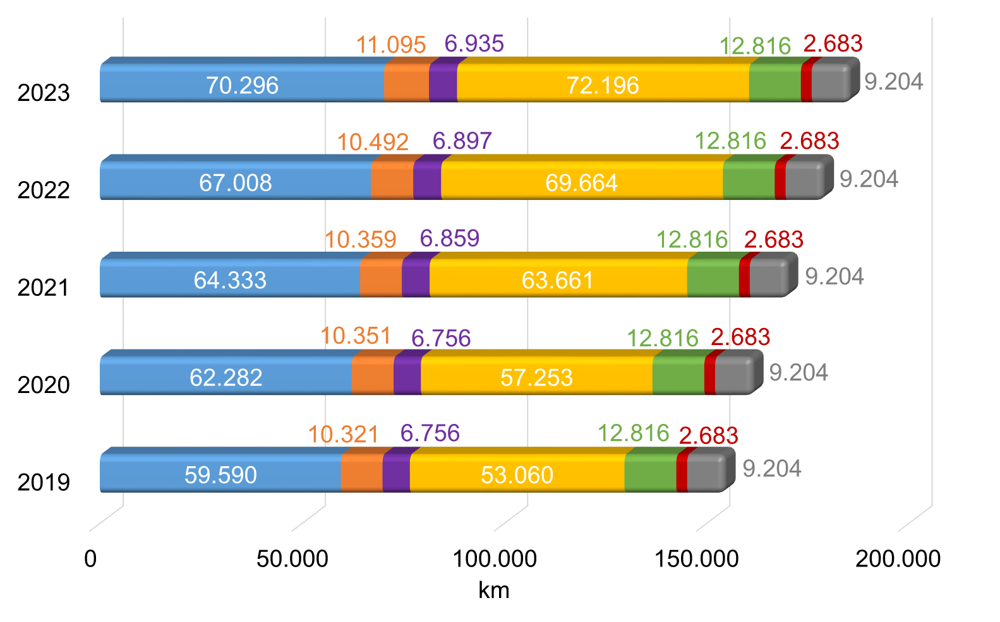 11.095 6.935 12.816 2.683
2023 70.296 72.196 9.204
10.492 6.897 12.816 2.683
2022 67.008 69.664 9.204
10.359 6.859 12.816 2.683
2021 64.333 63.661 9.204
10.351 6.756 12.816 2.683
2020 62.282 57.253 9.204
10.321 6.756 12.816 2.683
2019 59.590 53.060 9.204
0 50.000 100.000 150.000 200.000
km